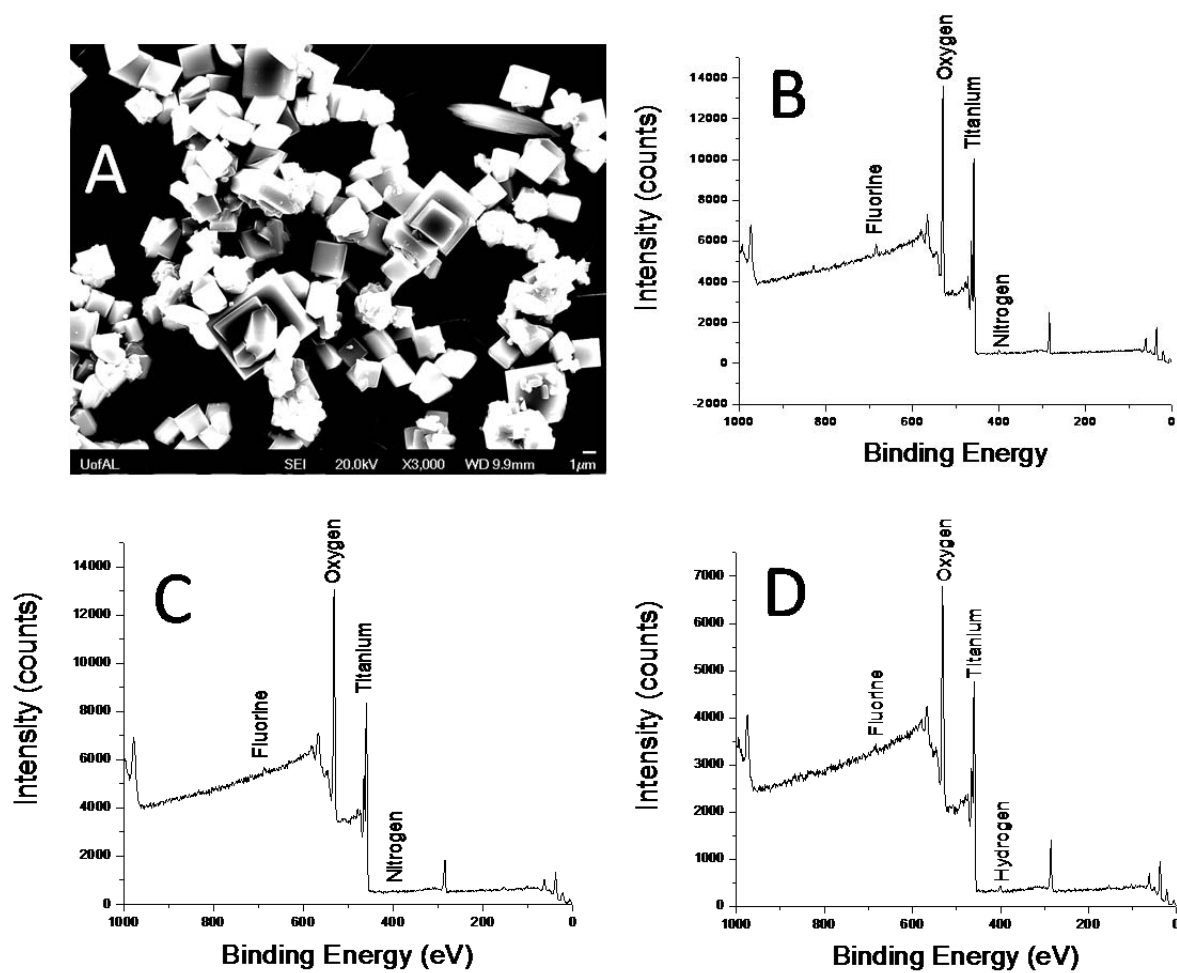 A
UofAL SEI 20.0kV X3,000 WD 9.9mm 1µm
B
Oxygen
Titanium
Fluorine
Nitrogen
14000
12000
10000
8000
6000
4000
2000
0
-2000
1000 800 600 400 200 0
Intensity (counts)
Binding Energy
C
Oxygen
Titanium
Fluorine
Nitrogen
14000
12000
10000
8000
6000
4000
2000
0
1000 800 600 400 200 0
Intensity (counts)
Binding Energy (eV)
D
Oxygen
Titanium
Fluorine
Hydrogen
7000
6000
5000
4000
3000
2000
1000
0
1000 800 600 400 200 0
Intensity (counts)
Binding Energy (eV)